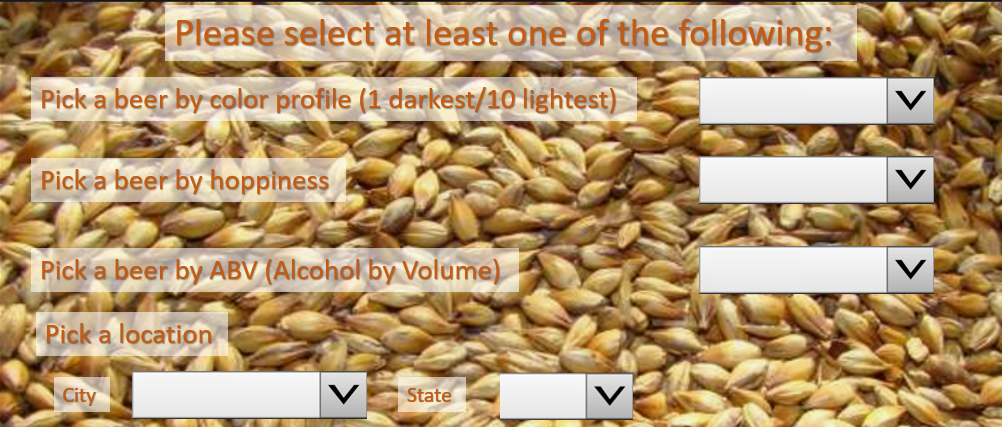 Please select at least one of the following:
Pick a beer by color profile (1 darkest/10 lightest)
Pick a beer by hoppiness
Pick a beer by ABV (Alcohol by Volume)
Pick a location
City
State